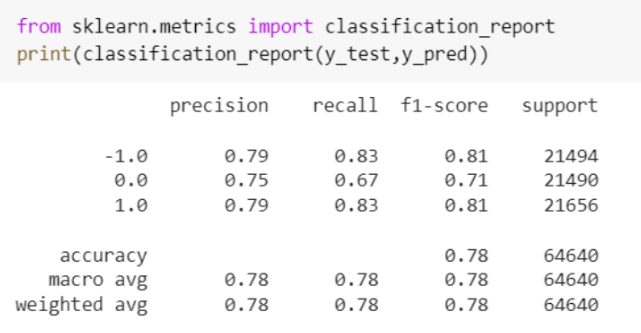 from sklearn.metrics import classification_report
print(classification_report(y_test,y_pred))
precision recall f1-score support
-1.0 0.79 0.83 0.81 21494
0.0 0.75 0.67 0.71 21490
1.0 0.79 0.83 0.81 21656
accuracy 0.78 64640
macro avg 0.78 0.78 0.78 64640
weighted avg 0.78 0.78 0.78 64640